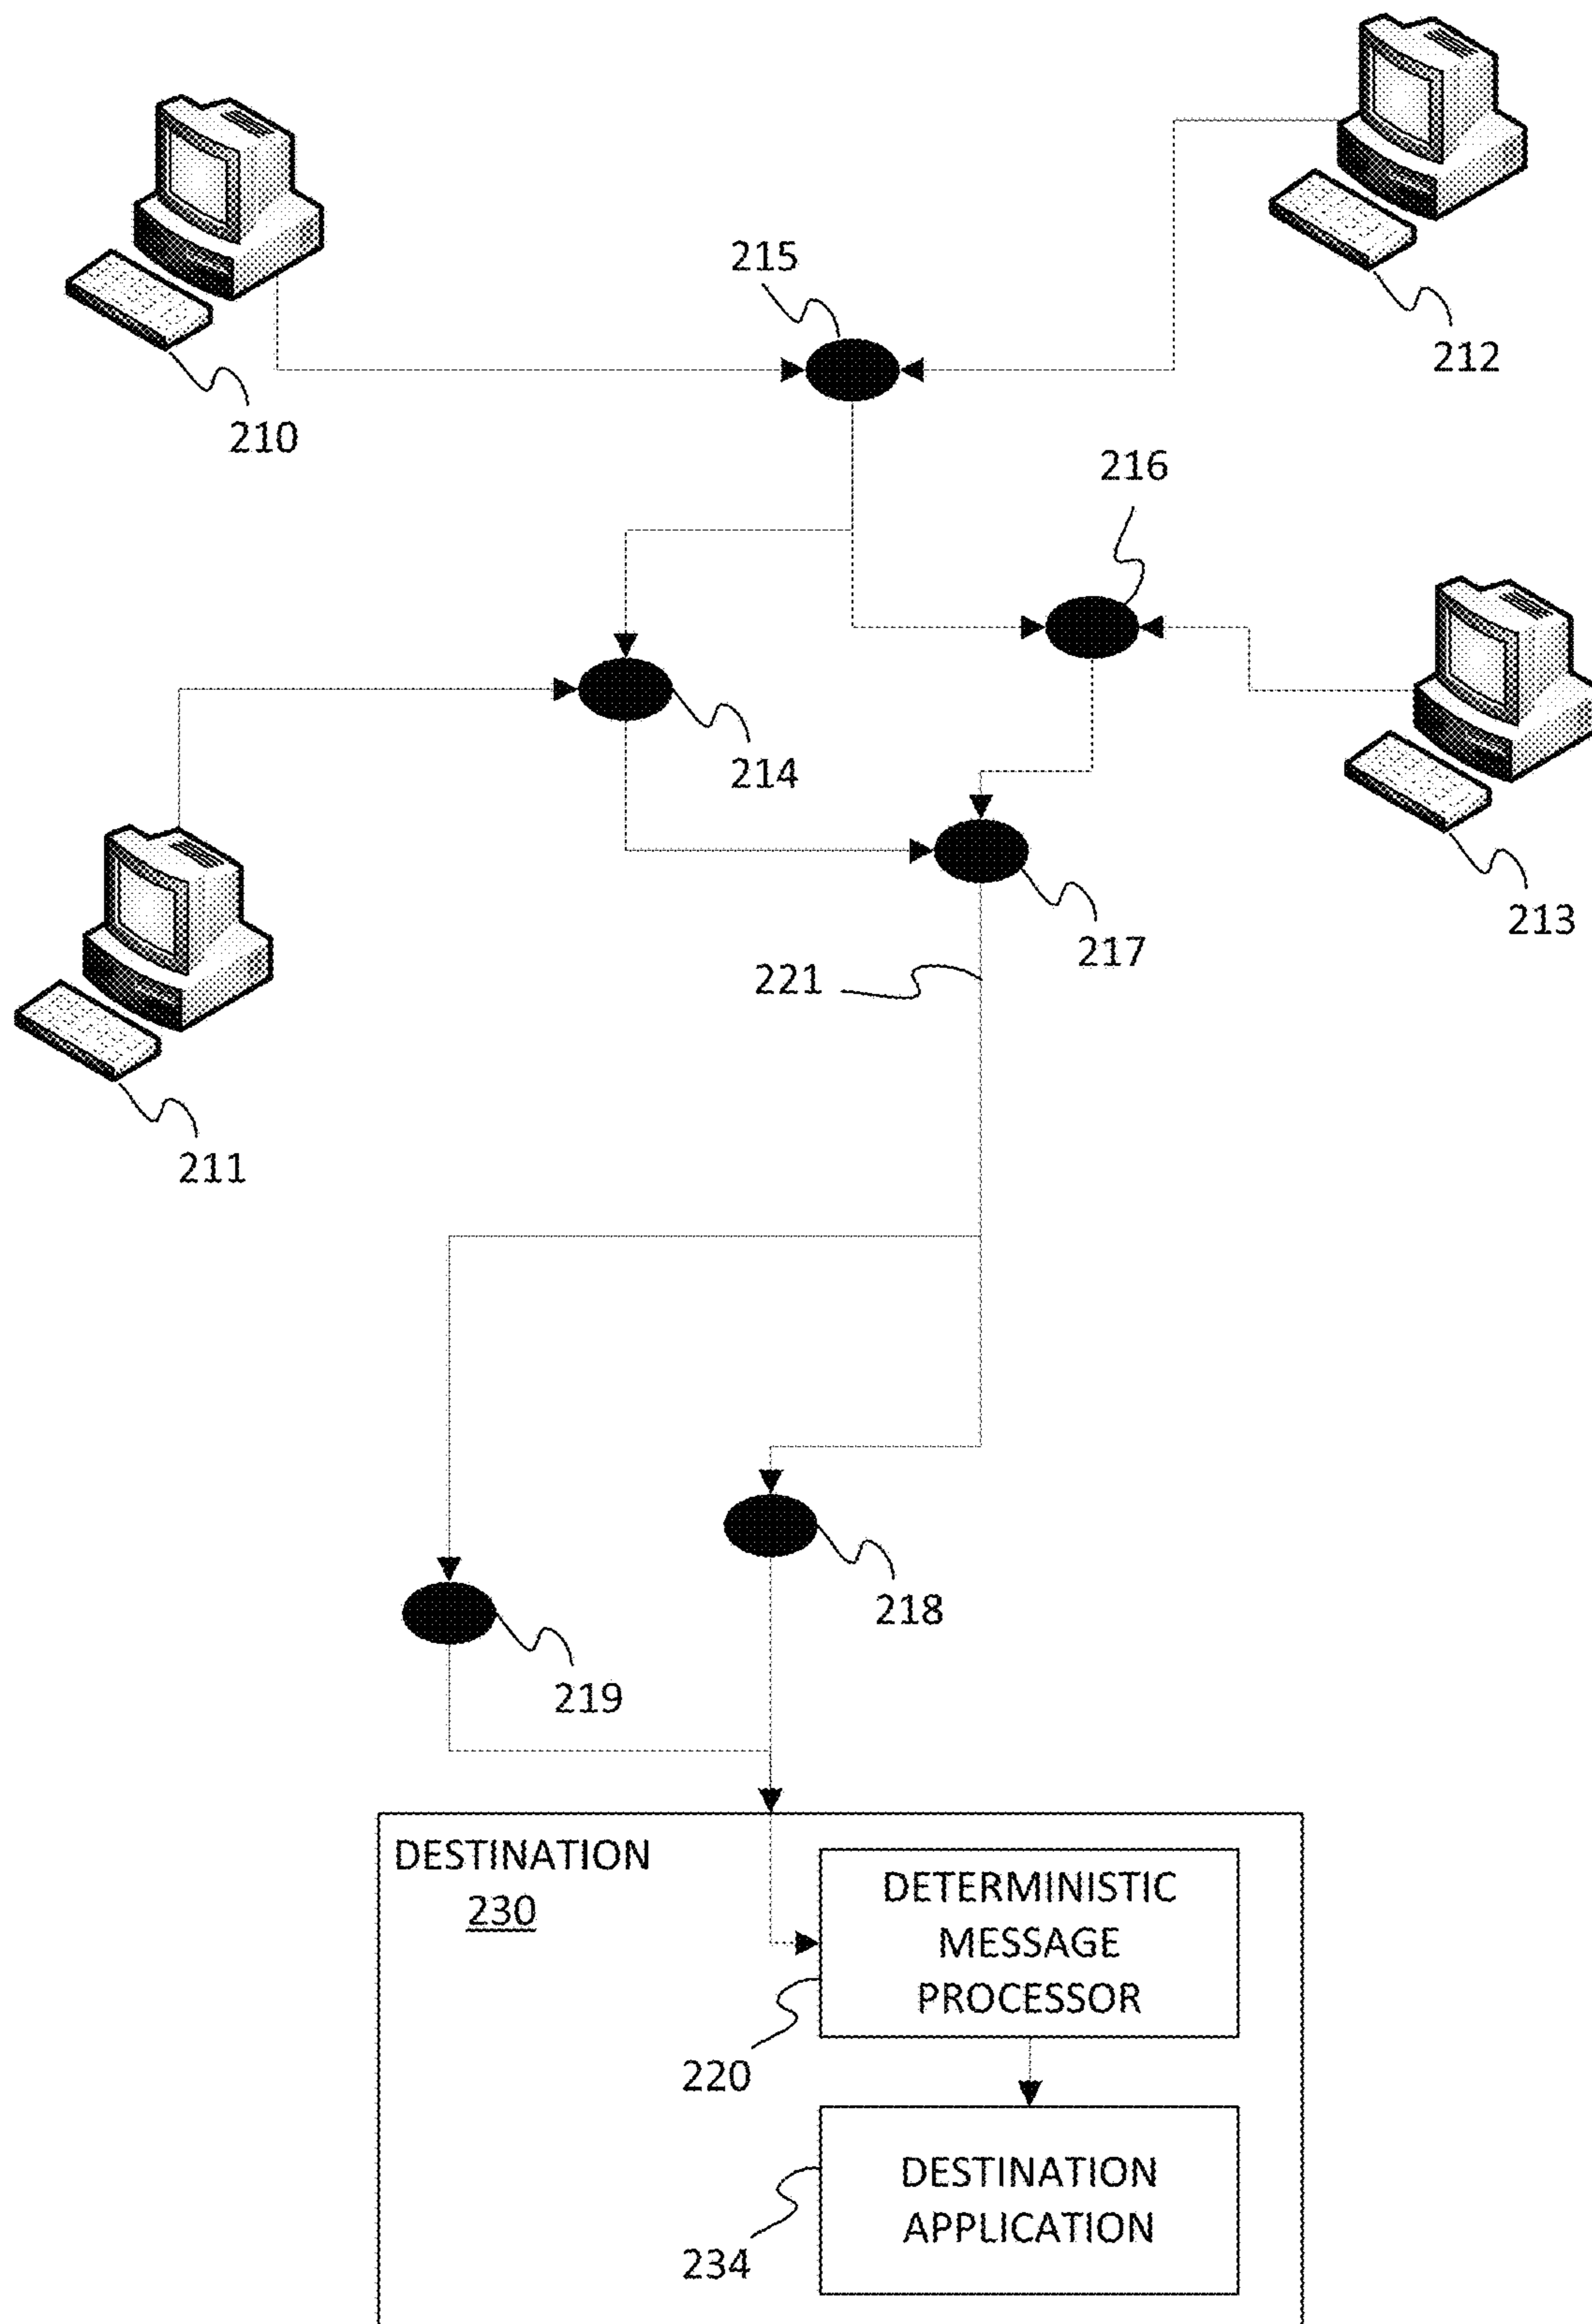 215
212
210
216
214
213
217
221
211
218
219
DESTINATION
230
DETERMINISTIC
MESSAGE
PROCESSOR
220
DESTINATION
APPLICATION
234